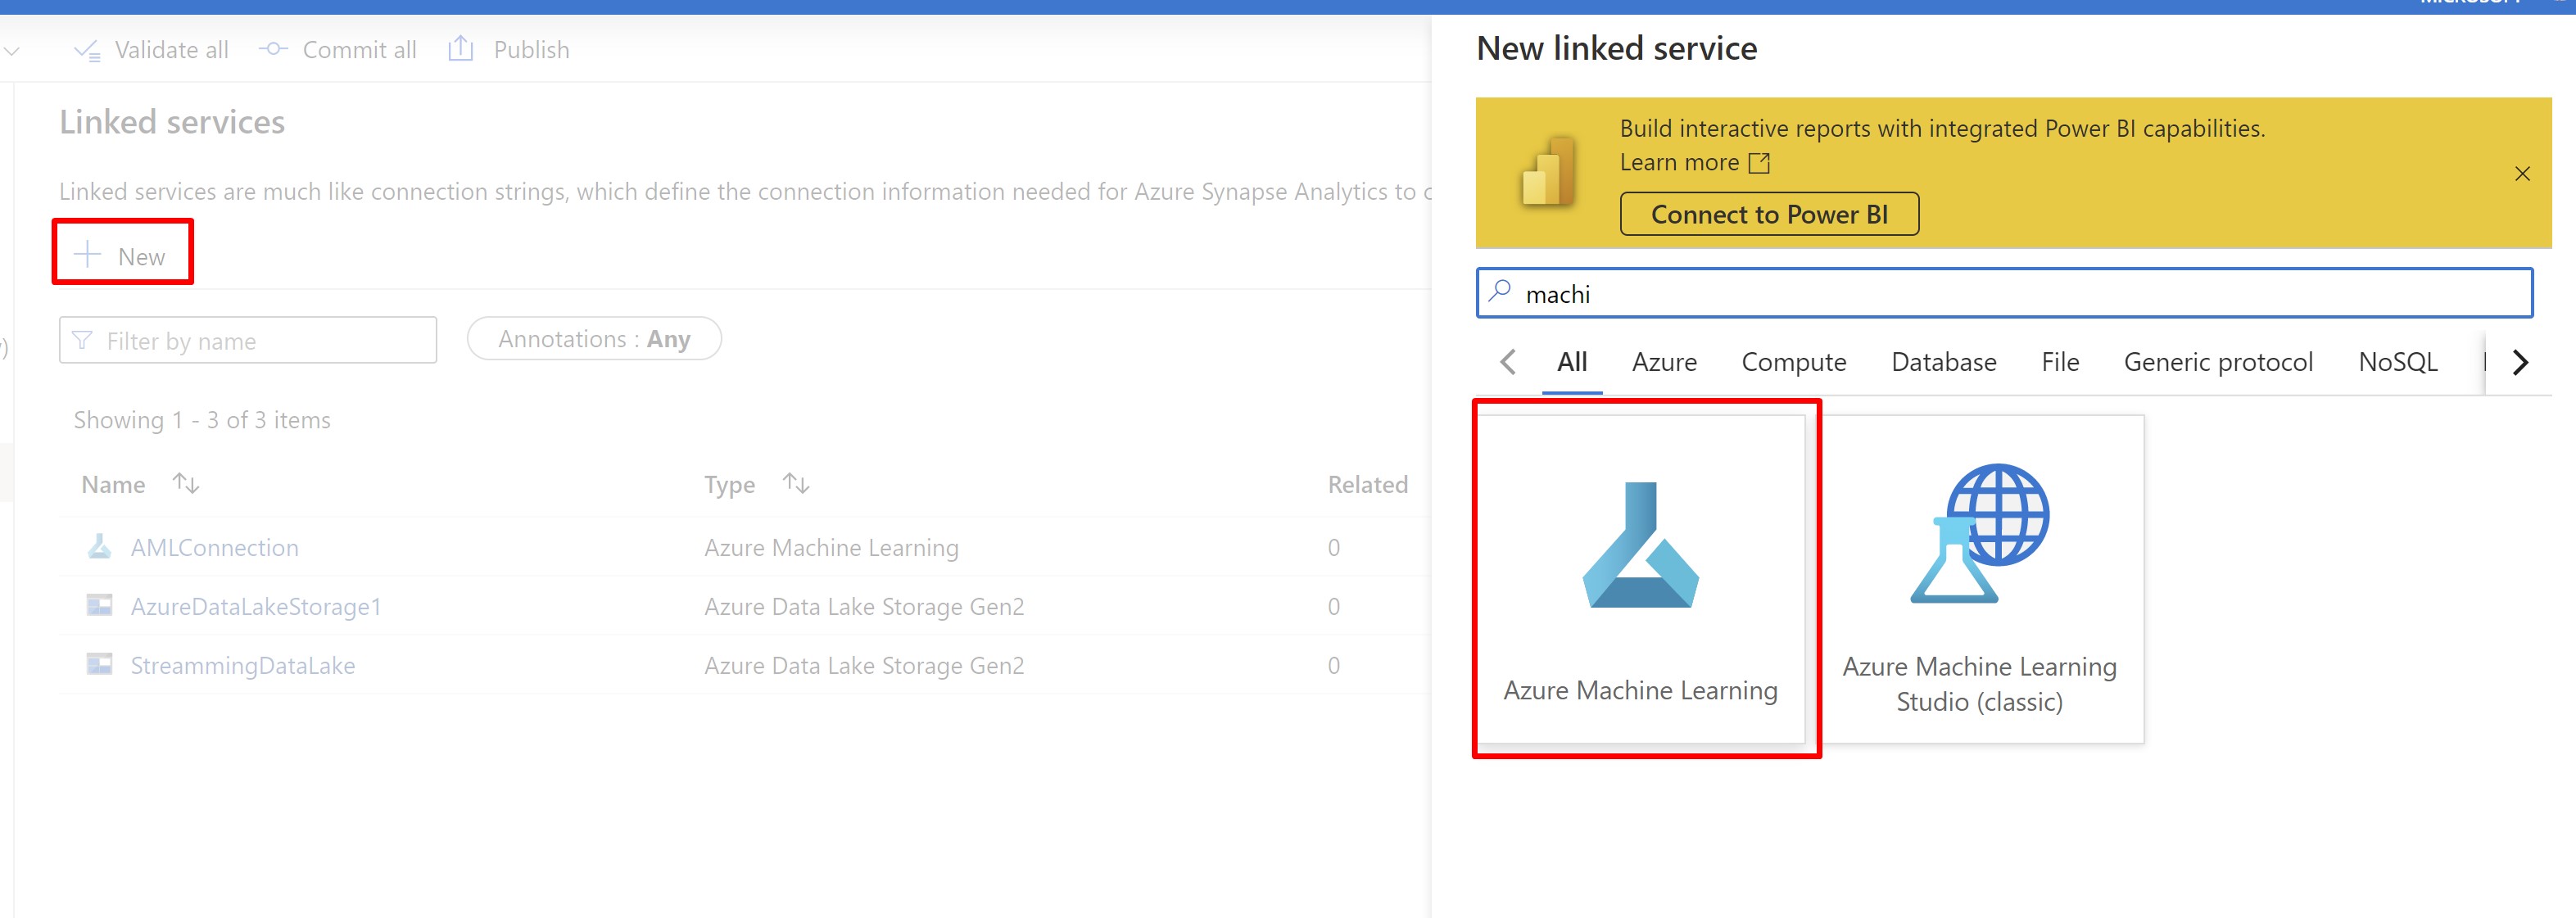 MICROSOFT
Validate all
Commit all
Publish
Linked services
Linked services are much like connection strings, which define the connection information needed for Azure Synapse Analytics to c
New
Filter by name
Annotations : Any
Showing 1 - 3 of 3 items
Name Type Related
AMLConnection Azure Machine Learning 0
AzureDataLakeStorage1 Azure Data Lake Storage Gen2 0
StreammingDataLake Azure Data Lake Storage Gen2 0
New linked service
Build interactive reports with integrated Power BI capabilities.
Learn more
Connect to Power BI
machi
All Azure Compute Database File Generic protocol NoSQL
Azure Machine Learning
Azure Machine Learning
Studio (classic)